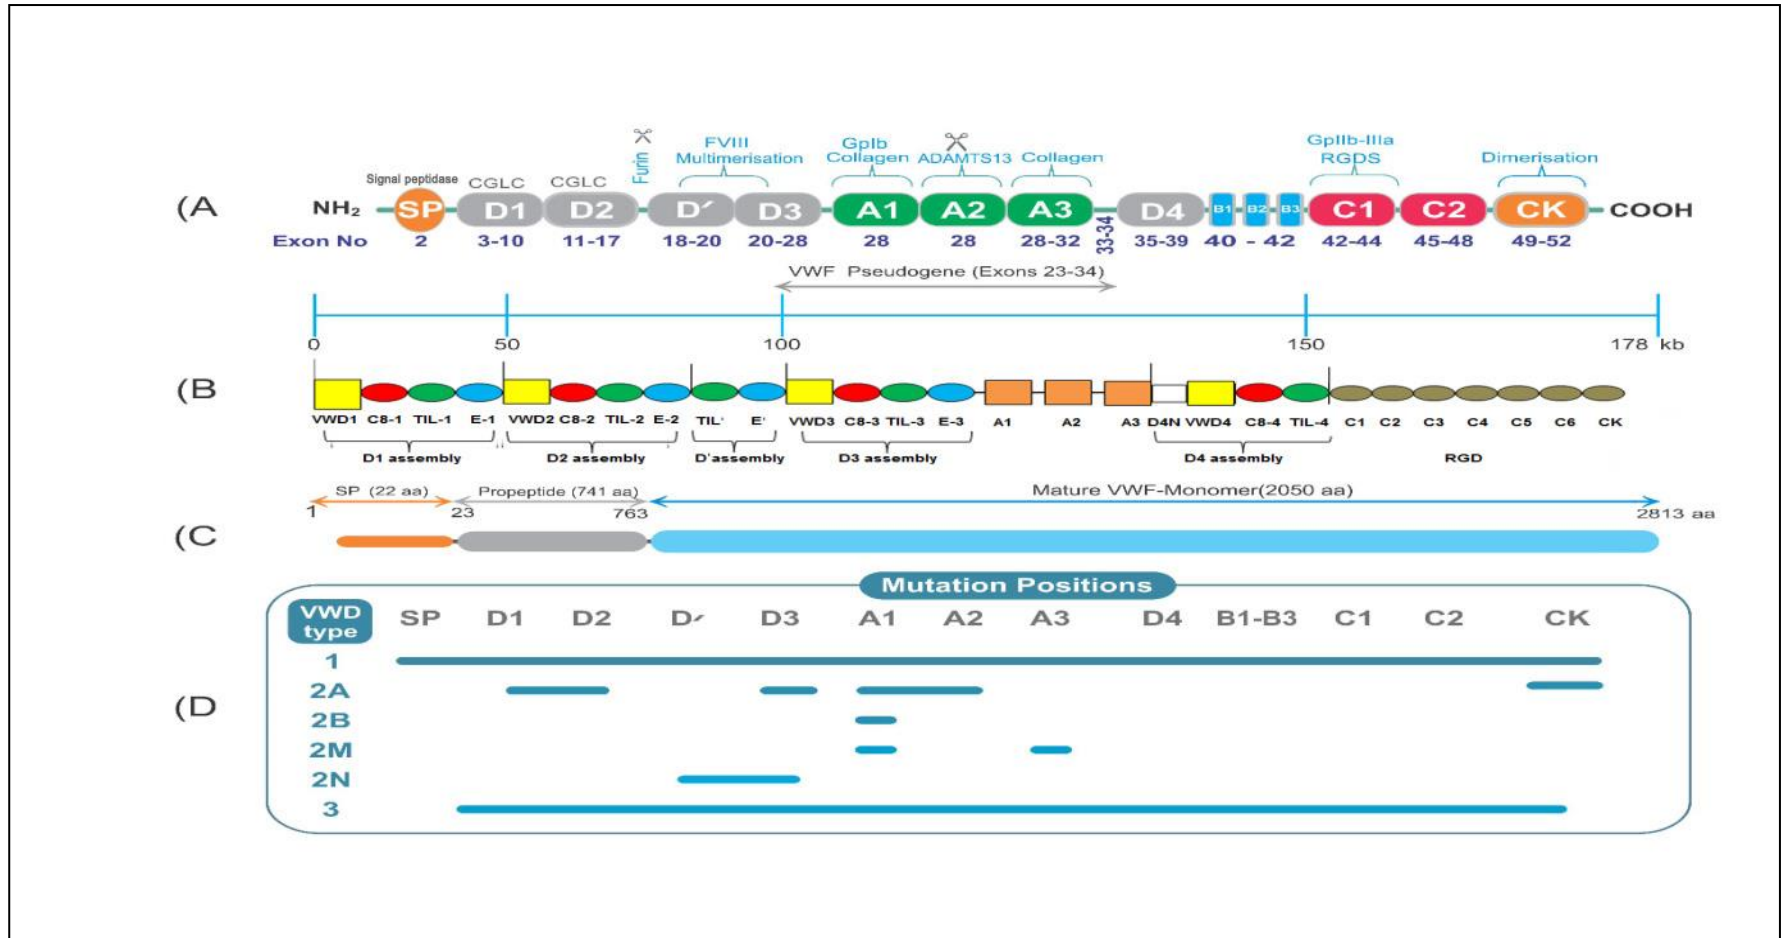 (A
Signal peptidase
CGLC
CGLC
Furin
FVIII
Multimerisation
GpIb
Collagen
ADAMTS13
Collagen
GpIIb-IIIa
RGDS
Dimerisation
NH₂ SP D1 D2 D′ D3 A1 A2 A3 D4 B1 B2 B3 C1 C2 CK COOH
Exon No 2 3-10 11-17 18-20 20-28 28 28 28-32 33-34 35-39 40 - 42 42-44 45-48 49-52
VWF Pseudogene (Exons 23-34)
0 50 100 150 178 kb
(B
VWD1 C8-1 TIL-1 E-1 VWD2 C8-2 TIL-2 E-2 TIL' E' VWD3 C8-3 TIL-3 E-3 A1 A2 A3 D4N VWD4 C8-4 TIL-4 C1 C2 C3 C4 C5 C6 CK
D1 assembly D2 assembly D'assembly D3 assembly D4 assembly RGD
SP (22 aa) Propeptide (741 aa) Mature VWF-Monomer(2050 aa)
1 23 763 2813 aa
(C
Mutation Positions
VWD
type
SP D1 D2 D′ D3 A1 A2 A3 D4 B1-B3 C1 C2 CK
1
2A
(D
2B
2M
2N
3